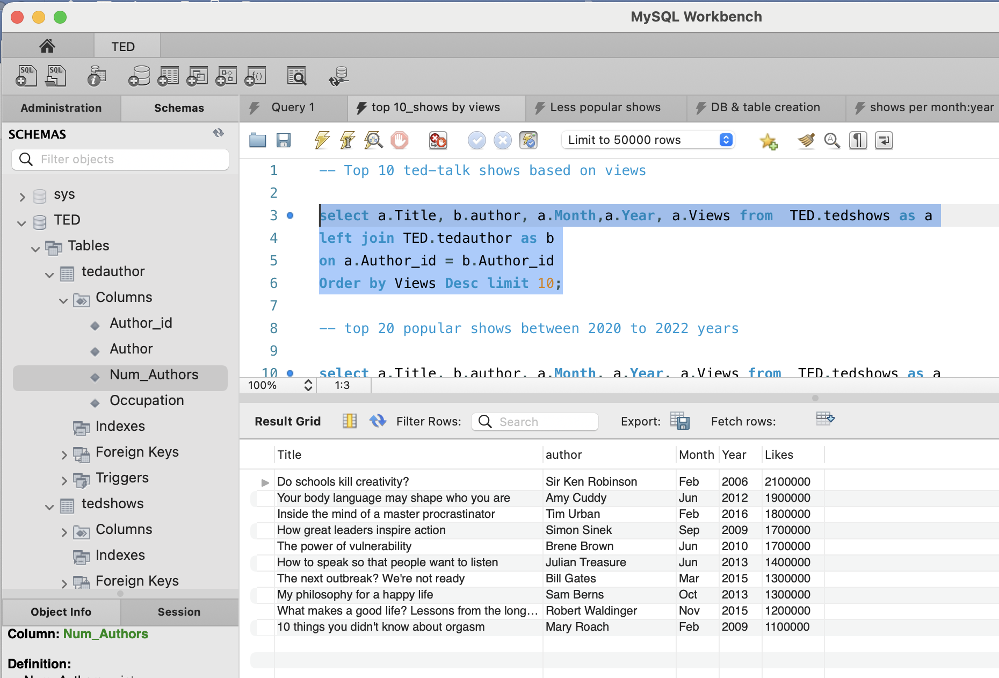 MySQL Workbench
TED
Administration
Schemas
SCHEMAS
Filter objects
sys
TED
Tables
tedauthor
Columns
Author_id
Author
Num_Authors
Occupation
Indexes
Foreign Keys
Triggers
tedshows
Columns
Indexes
Foreign Keys
Object Info
Session
Column: Num_Authors
Definition:
Query 1
top 10_shows by views
Less popular shows
DB & table creation
shows per month:year
Limit to 50000 rows
1 -- Top 10 ted-talk shows based on views
2
3 select a.Title, b.author, a.Month,a.Year, a.Views from  TED.tedshows as a
4 left join TED.tedauthor as b
5 on a.Author_id = b.Author_id
6 Order by Views Desc limit 10;
7
8 -- top 20 popular shows between 2020 to 2022 years
9
10 select a.Title, b.author, a.Month, a.Year, a.Views from  TED.tedshows as a
100% 1:3
Result Grid Filter Rows: Search Export: Fetch rows:
Title author Month Year Likes
Do schools kill creativity? Sir Ken Robinson Feb 2006 2100000
Your body language may shape who you are Amy Cuddy Jun 2012 1900000
Inside the mind of a master procrastinator Tim Urban Feb 2016 1800000
How great leaders inspire action Simon Sinek Sep 2009 1700000
The power of vulnerability Brene Brown Jun 2010 1700000
How to speak so that people want to listen Julian Treasure Jun 2013 1400000
The next outbreak? We're not ready Bill Gates Mar 2015 1300000
My philosophy for a happy life Sam Berns Oct 2013 1300000
What makes a good life? Lessons from the long... Robert Waldinger Nov 2015 1200000
10 things you didn't know about orgasm Mary Roach Feb 2009 1100000